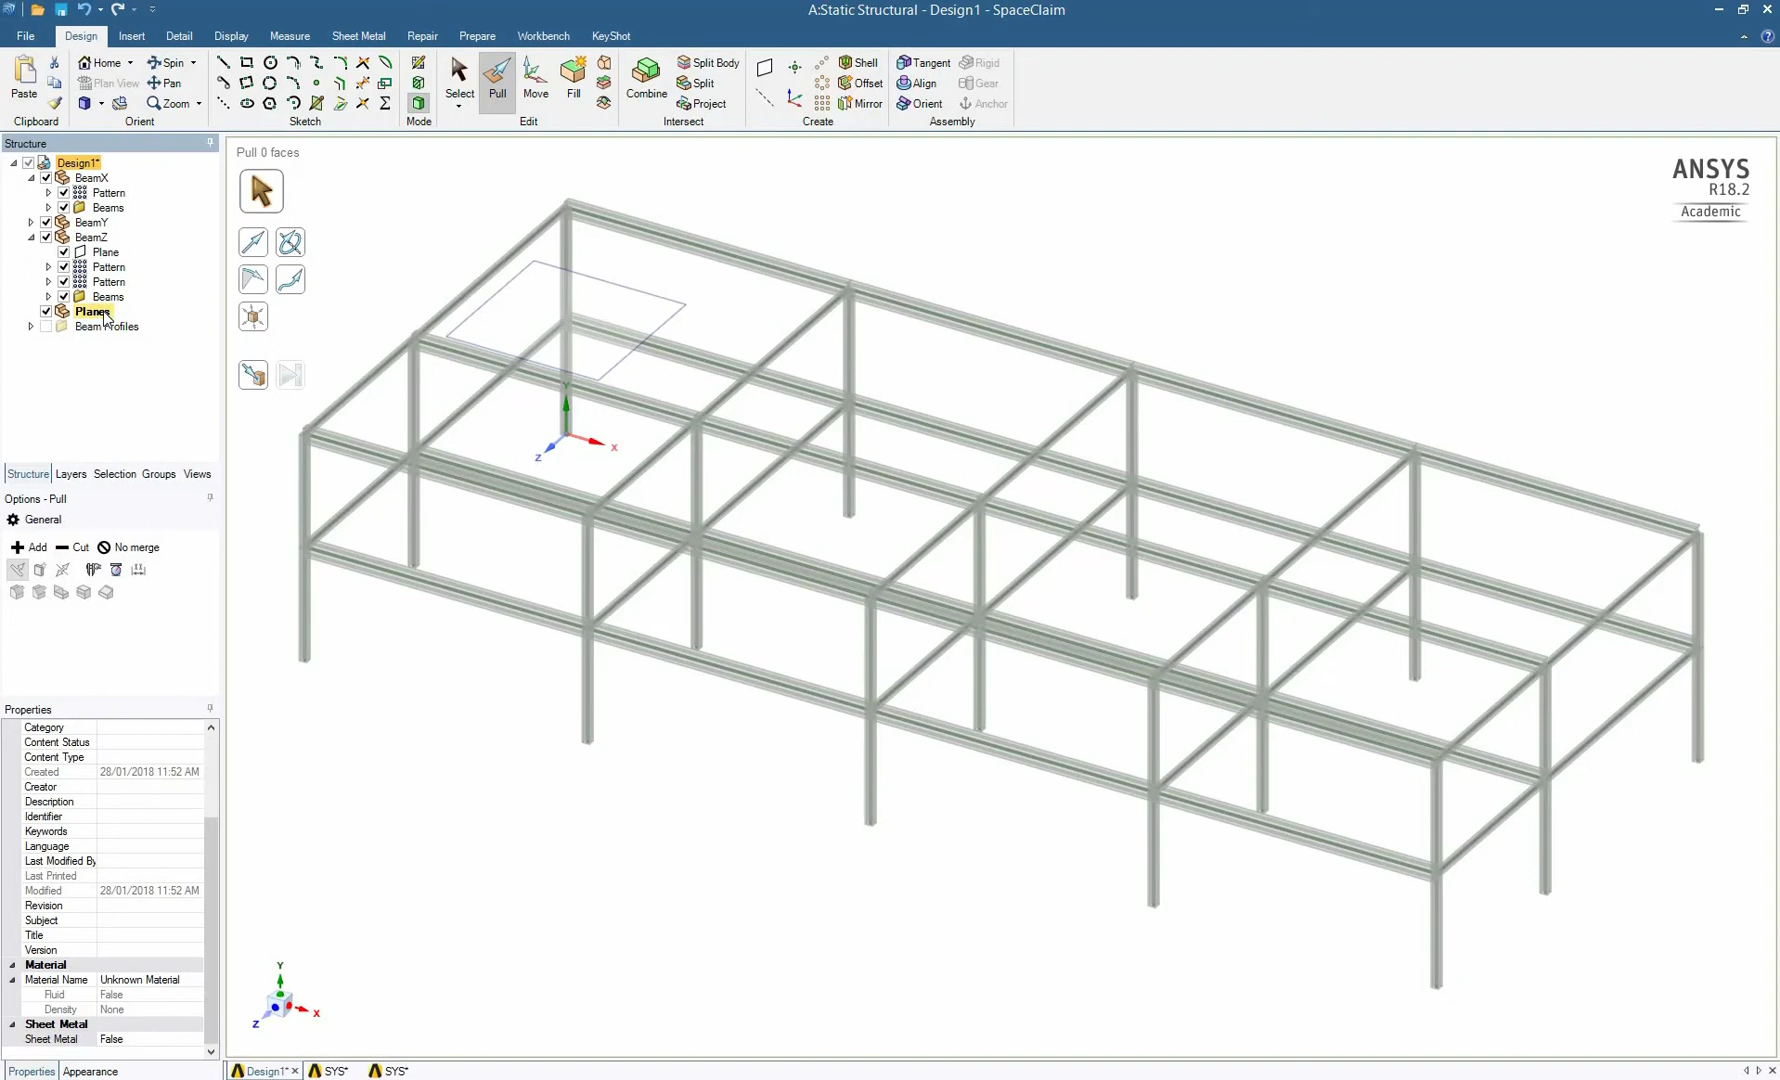 A:Static Structural - Design1 - SpaceClaim
File Design Insert Detail Display Measure Sheet Metal Repair Prepare Workbench KeyShot
Paste
Clipboard
Home Spin
Plan View Pan
Zoom
Orient
Sketch
Mode
Select Pull Move Fill
Edit
Combine Split Body
Split
Project
Intersect
Shell
Offset
Mirror
Create
Tangent Rigid
Align Gear
Orient Anchor
Assembly
Structure
Design1*
BeamX
Pattern
Beams
BeamY
BeamZ
Plane
Pattern
Pattern
Beams
Planes
Beam Profiles
Structure Layers Selection Groups Views
Options - Pull
General
Add Cut No merge
Properties
Category
Content Status
Content Type
Created 28/01/2018 11:52 AM
Creator
Description
Identifier
Keywords
Language
Last Modified By
Last Printed
Modified 28/01/2018 11:52 AM
Revision
Subject
Title
Version
Material
Material Name Unknown Material
Fluid False
Density None
Sheet Metal
Sheet Metal False
Properties Appearance
Pull 0 faces
ANSYS
R18.2
Academic
Y
X
Z
Y
X
Z
Design1* SYS* SYS*